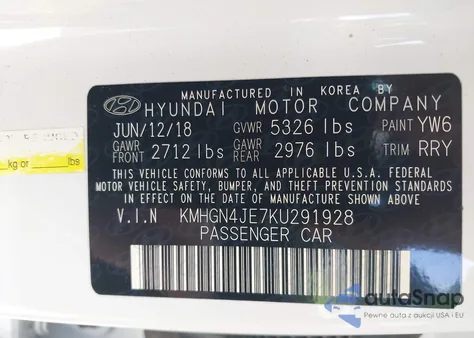 MANUFACTURED IN KOREA BY
HYUNDAI MOTOR COMPANY
JUN/12/18 GVWR 5326 lbs PAINT YW6
GAWR FRONT 2712 lbs GAWR REAR 2976 lbs TRIM RRY
THIS VEHICLE CONFORMS TO ALL APPLICABLE U.S.A. FEDERAL
MOTOR VEHICLE SAFETY, BUMPER, AND THEFT PREVENTION
STANDARDS IN EFFECT ON THE DATE OF MANUFACTURE SHOWN ABOVE.
V.I.N KMHGN4JE7KU291928
PASSENGER CAR
kg or lbs
autoSnap
Pewne auta z USA i EU